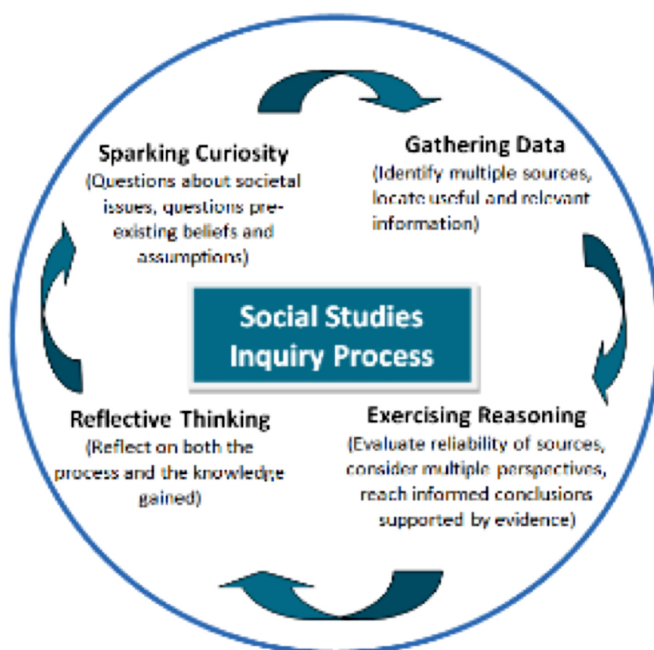 Sparking Curiosity
(Questions about societal
issues, questions pre-
existing beliefs and
assumptions)
Gathering Data
(Identify multiple sources,
locate useful and relevant
information)
Social Studies
Inquiry Process
Reflective Thinking
(Reflect on both the
process and the knowledge
gained)
Exercising Reasoning
(Evaluate reliability of sources,
consider multiple perspectives,
reach informed conclusions
supported by evidence)